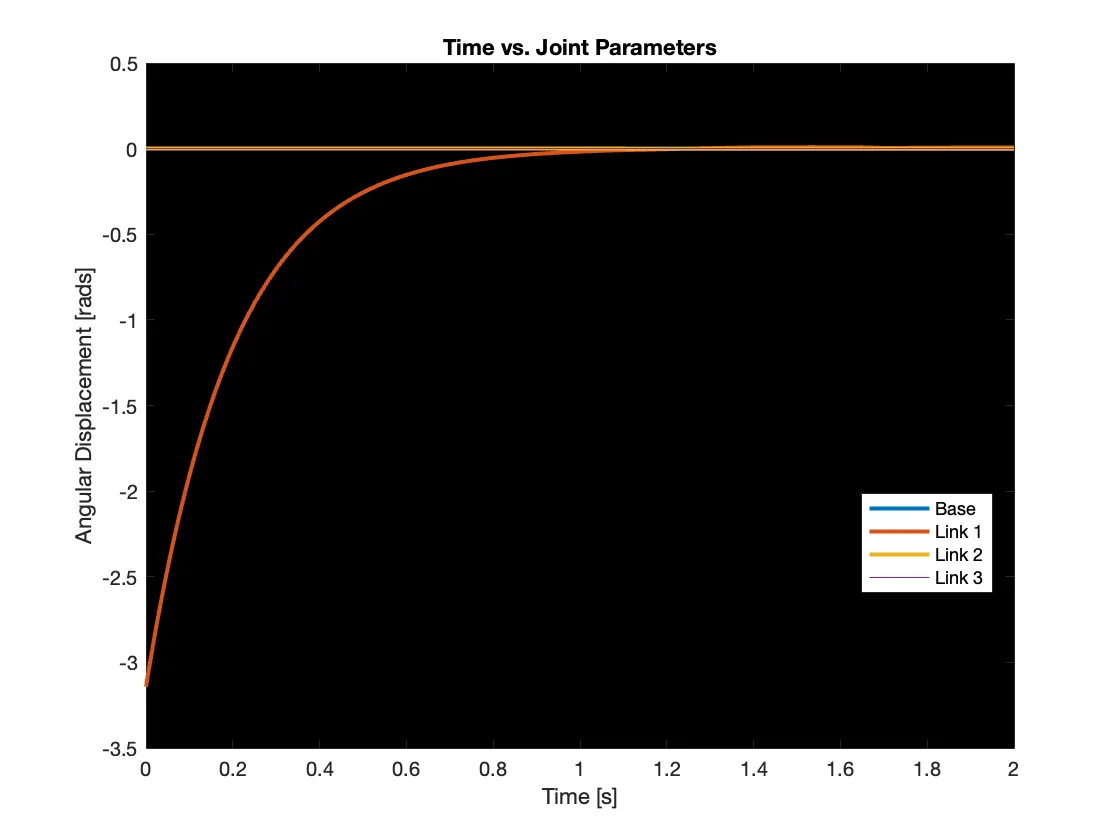 Time vs. Joint Parameters
0.5
0
-0.5
-1
-1.5
-2
-2.5
-3
-3.5
Angular Displacement [rads]
Base
Link 1
Link 2
Link 3
0 0.2 0.4 0.6 0.8 1 1.2 1.4 1.6 1.8 2
Time [s]